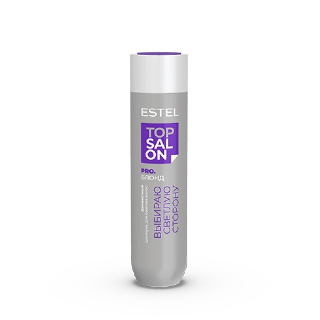 ESTEL
TOP
SAL
ON
PRO.
БЛОНД
ВЫБИРАЮ
СВЕТЛУЮ
СТОРОНУ